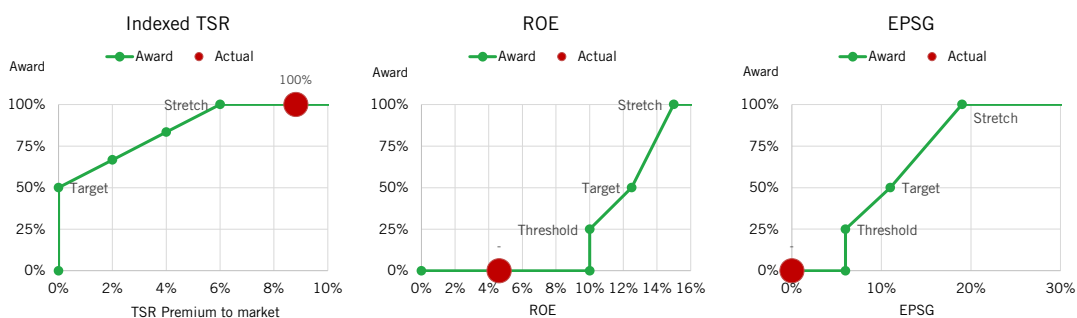 Indexed TSR
Award Actual
Award
100%
100%
75%
50%
25%
0%
Stretch
Target
0% 2% 4% 6% 8% 10%
TSR Premium to market
ROE
Award Actual
Award
100%
75%
50%
25%
0%
Stretch
Target
Threshold
-
0% 2% 4% 6% 8% 10% 12% 14% 16%
ROE
EPSG
Award Actual
Award
100%
75%
50%
25%
0%
Stretch
Target
Threshold
-
0% 10% 20% 30%
EPSG